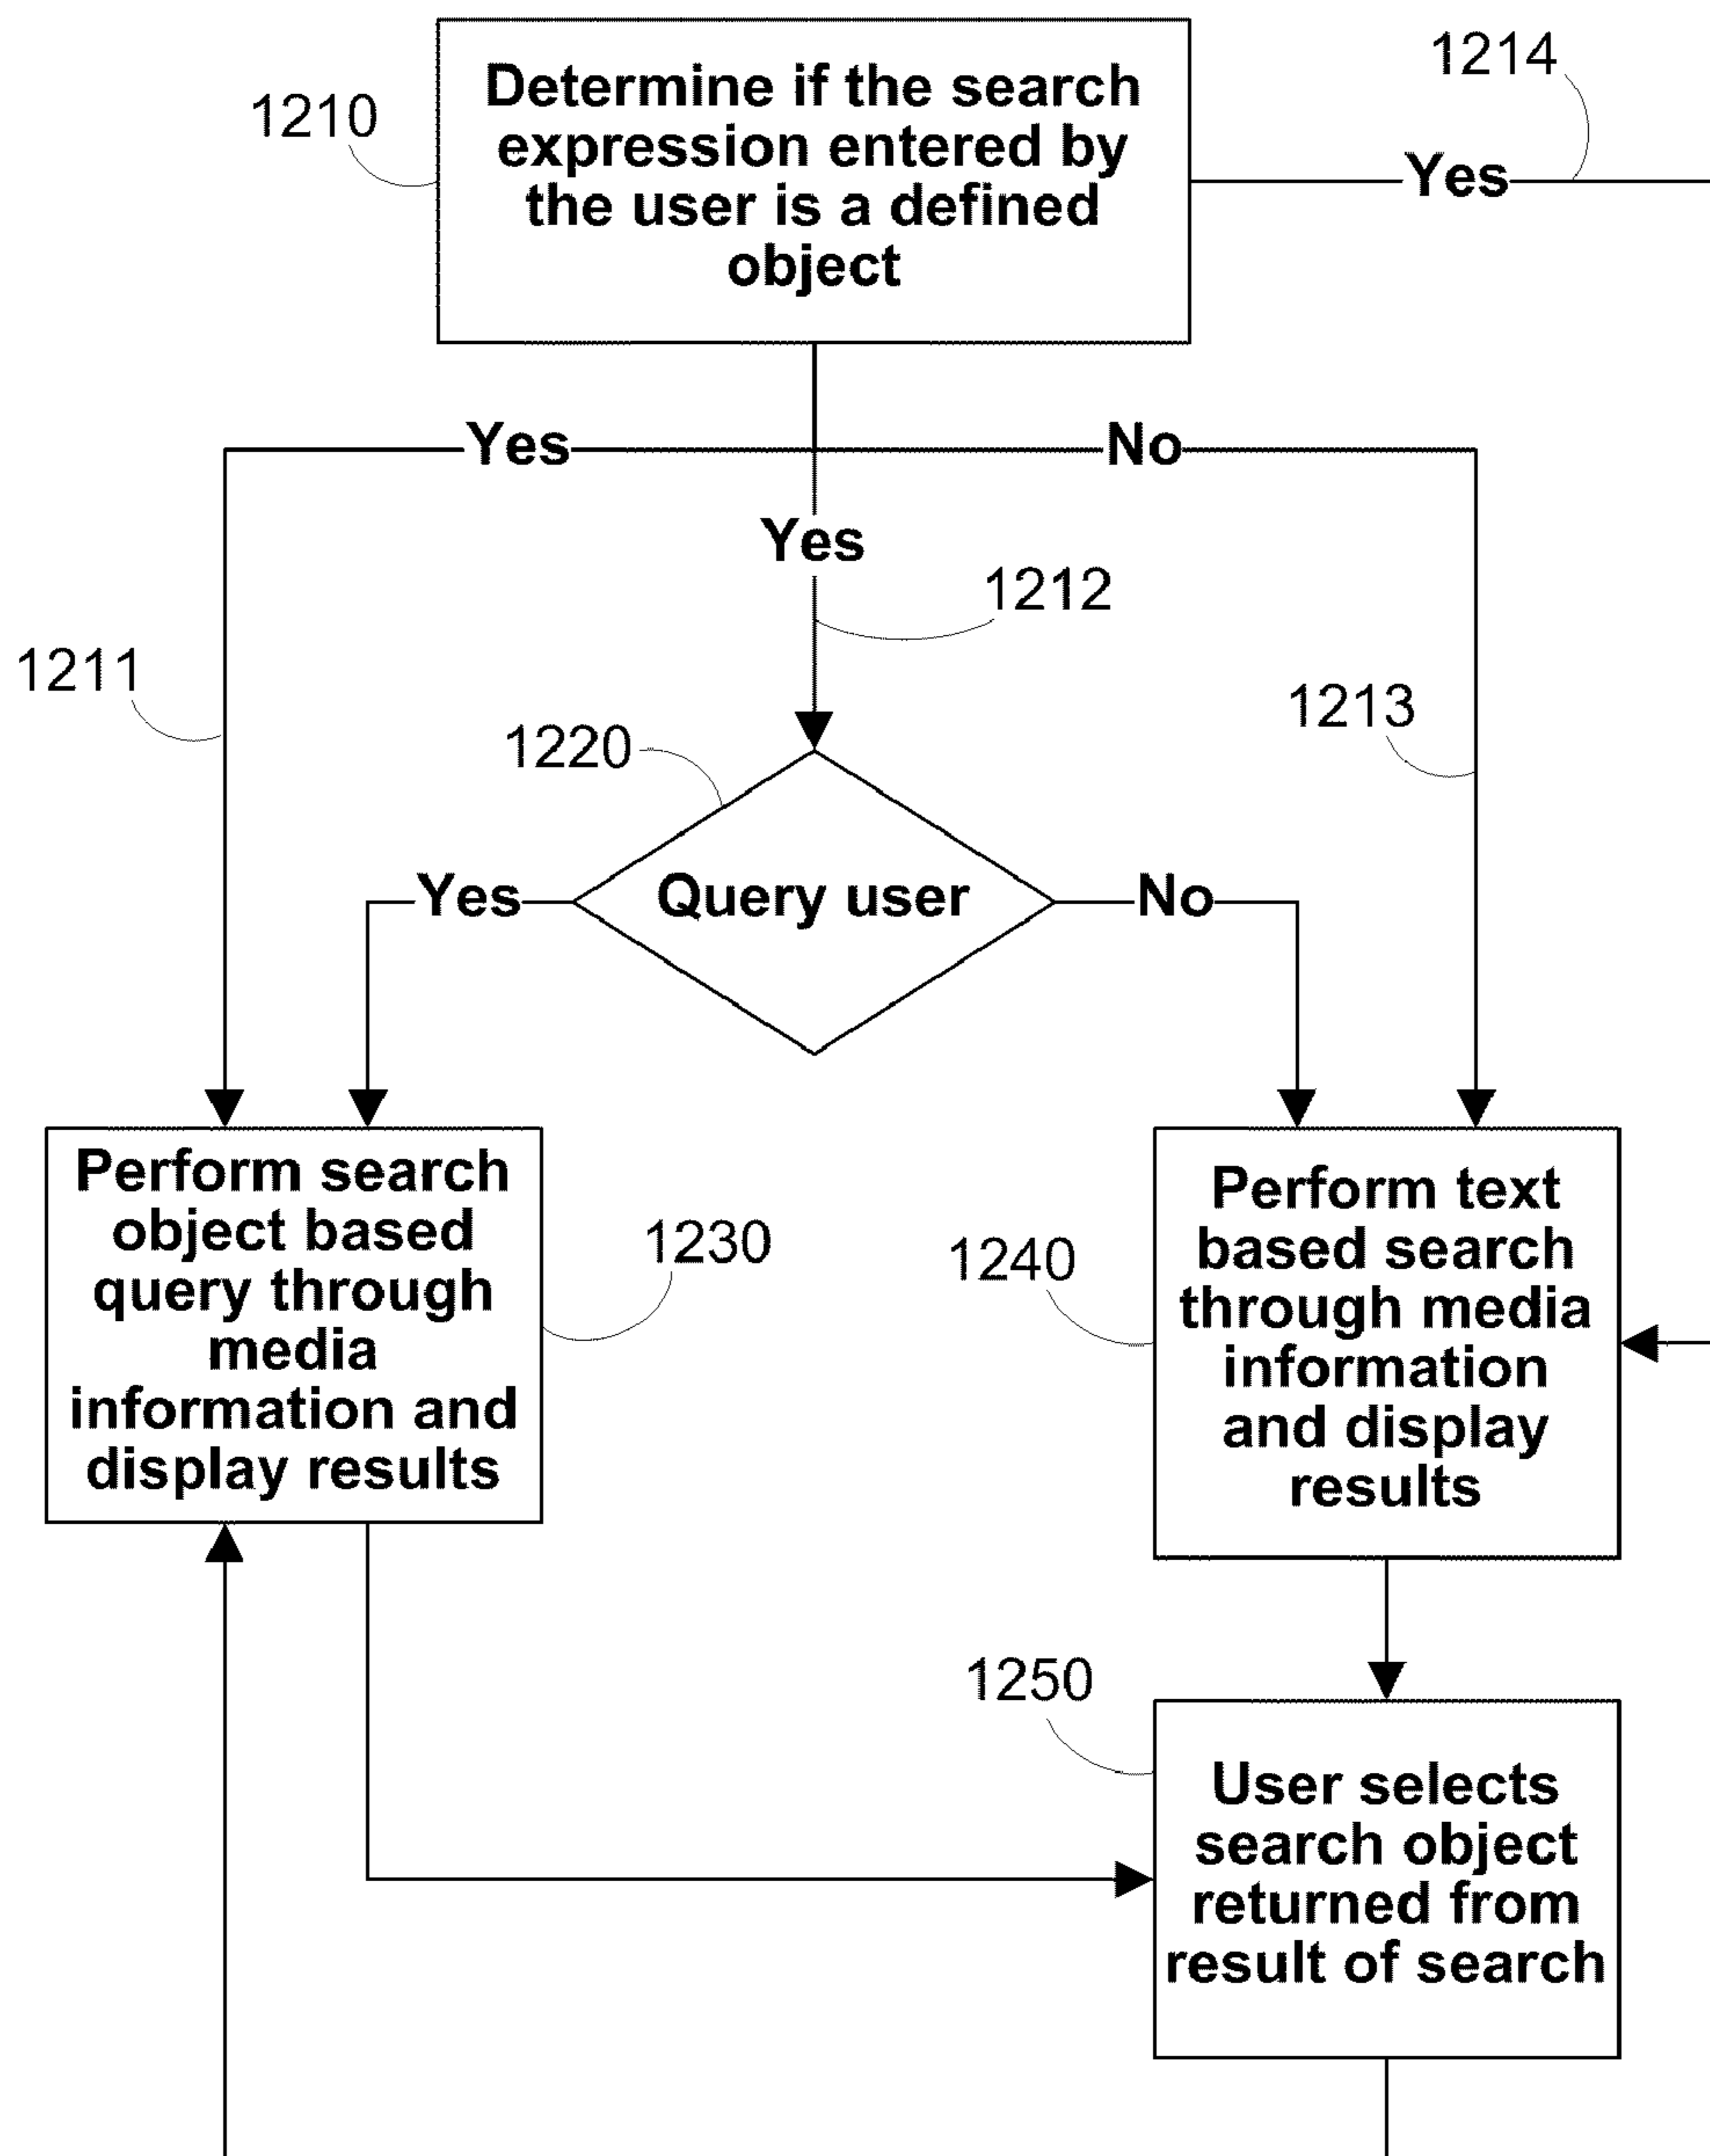 1214
1210
Determine if the search
expression entered by
the user is a defined
object
Yes
Yes
No
Yes
1212
1211
1213
1220
Yes
Query user
No
Perform search
object based
query through
media
information and
display results
1230
1240
Perform text
based search
through media
information
and display
results
1250
User selects
search object
returned from
result of search